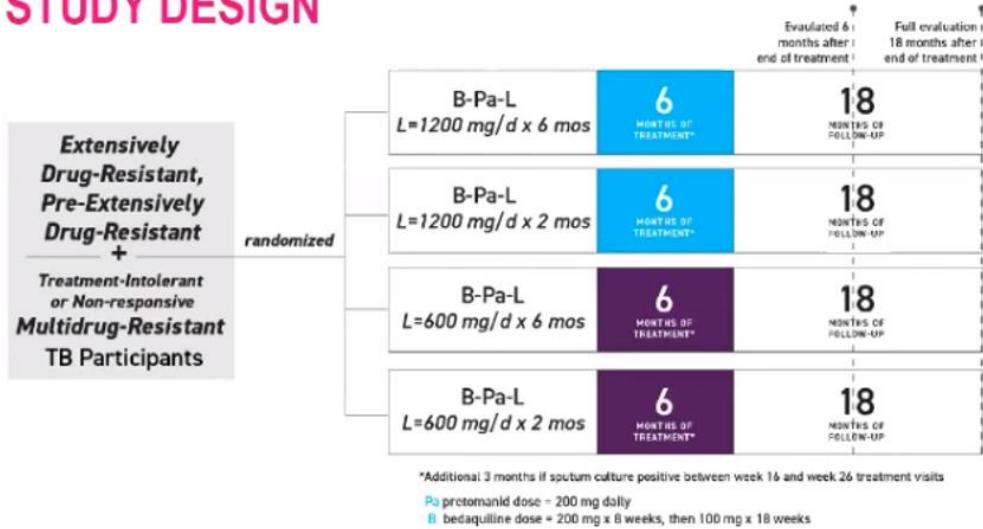 STUDY DESIGN
Evaulated 6
months after
end of treatment
Full evaluation
18 months after
end of treatment
Extensively
Drug-Resistant,
Pre-Extensively
Drug-Resistant
+
Treatment-Intolerant
or Non-responsive
Multidrug-Resistant
TB Participants
randomized
B-Pa-L
L=1200 mg/d x 6 mos
6
MONTHS OF
TREATMENT*
18
MONTHS OF
FOLLOW-UP
B-Pa-L
L=1200 mg/d x 2 mos
6
MONTHS OF
TREATMENT*
18
MONTHS OF
FOLLOW-UP
B-Pa-L
L=600 mg/d x 6 mos
6
MONTHS OF
TREATMENT*
18
MONTHS OF
FOLLOW-UP
B-Pa-L
L=600 mg/d x 2 mos
6
MONTHS OF
TREATMENT*
18
MONTHS OF
FOLLOW-UP
*Additional 3 months if sputum culture positive between week 16 and week 26 treatment visits
Pa pretomanid dose = 200 mg daily
B bedaquiline dose = 200 mg x 8 weeks, then 100 mg x 18 weeks